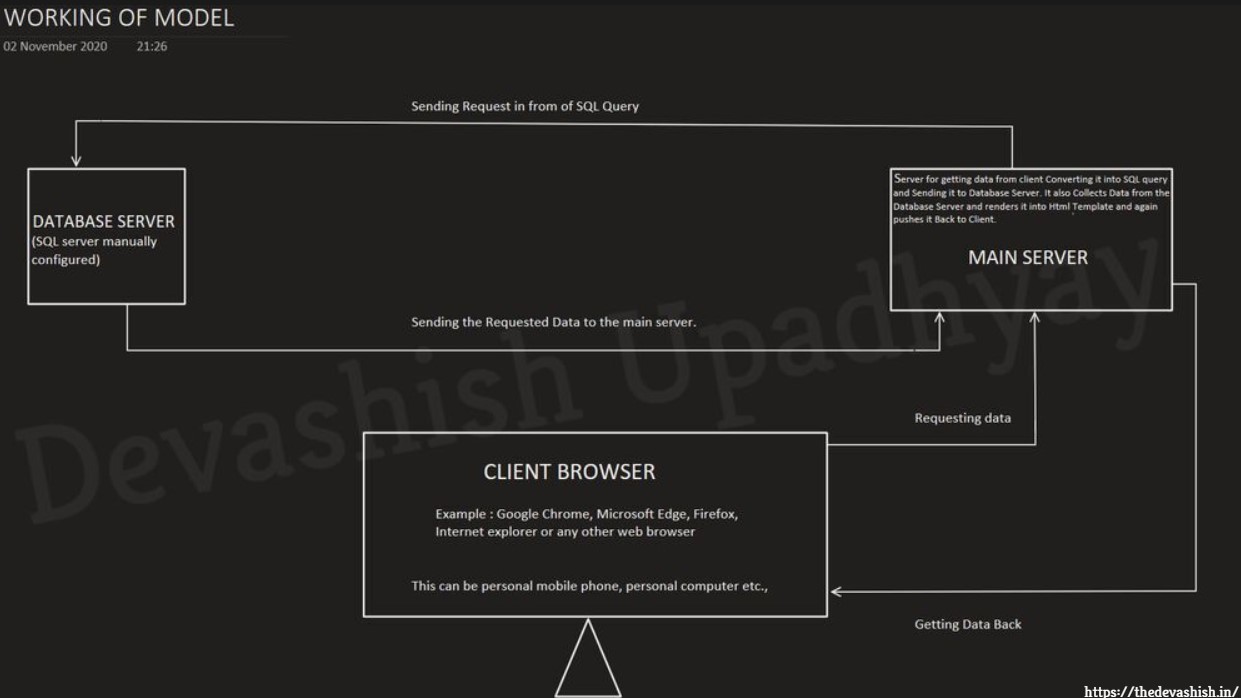 WORKING OF MODEL
02 November 2020 21:26
Sending Request in from of SQL Query
DATABASE SERVER
(SQL server manually
configured)
Server for getting data from client Converting it into SQL query
and Sending it to Database Server. It also Collects Data from the
Database Server and renders it into Html Template and again
pushes it Back to Client.
MAIN SERVER
Sending the Requested Data to the main server.
Devashish Upadhyay
Requesting data
CLIENT BROWSER
Example : Google Chrome, Microsoft Edge, Firefox,
Internet explorer or any other web browser
This can be personal mobile phone, personal computer etc.,
Getting Data Back
https://thedevashish.in/